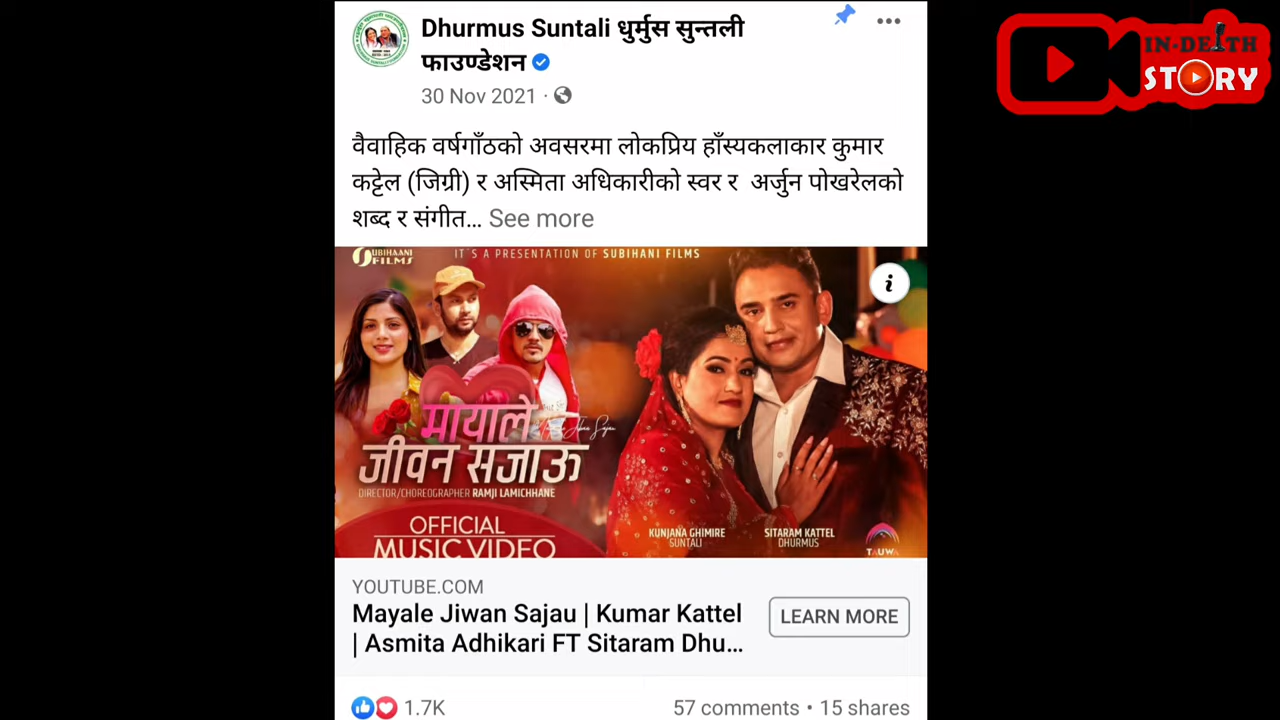 Dhurmus Suntali धुर्मुस सुन्तली
फाउण्डेशन
30 Nov 2021 ·
IN-DEPTH
STORY
वैवाहिक वर्षगाँठको अवसरमा लोकप्रिय हाँस्यकलाकार कुमार
कट्टेल (जिग्री) र अस्मिता अधिकारीको स्वर र अर्जुन पोखरेलको
शब्द र संगीत... See more
SUBIHAANI
FILMS
IT'S A PRESENTATION OF SUBIHANI FILMS
मायाले
जीवन सजाऊ
DIRECTOR/CHOREOGRAPHER RAMJI LAMICHHANE
OFFICIAL
MUSIC VIDEO
KUNJANA GHIMIRE
SUNTALI
SITARAM KATTEL
DHURMUS
TAUWA
YOUTUBE.COM
Mayale Jiwan Sajau | Kumar Kattel
| Asmita Adhikari FT Sitaram Dhu...
LEARN MORE
1.7K
57 comments • 15 shares